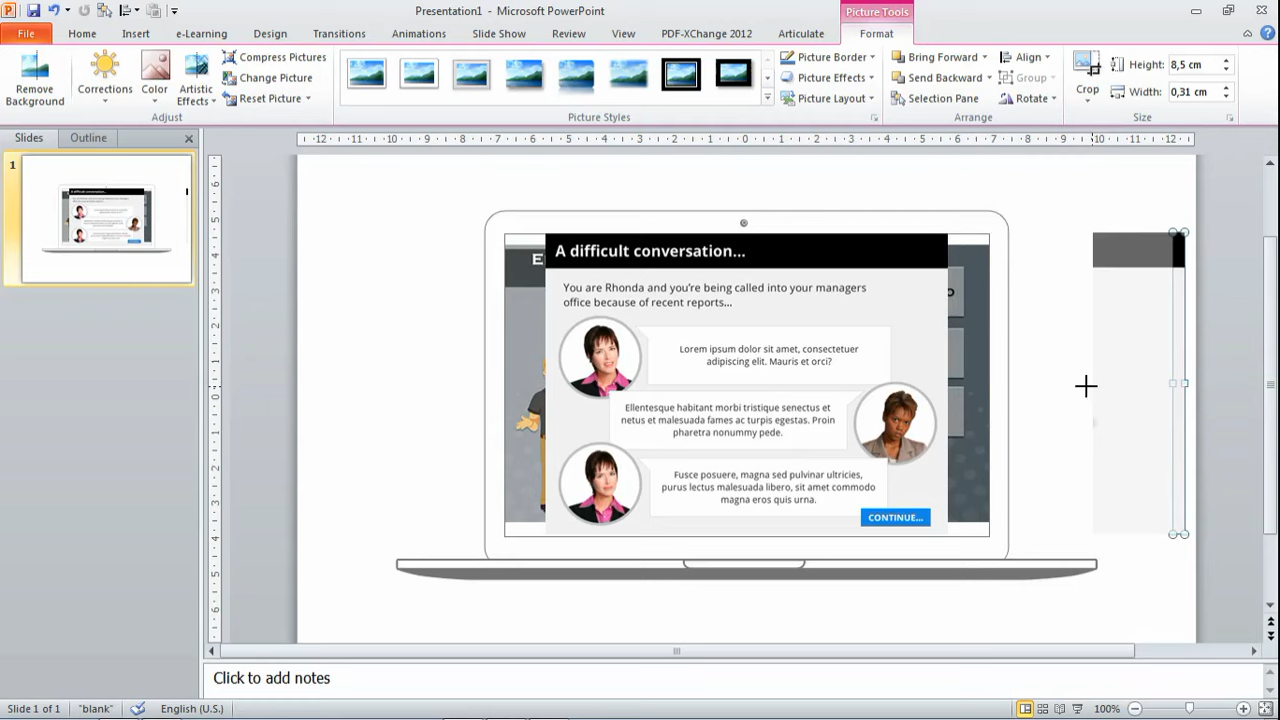 Presentation1 - Microsoft PowerPoint
Picture Tools
File
Home
Insert
e-Learning
Design
Transitions
Animations
Slide Show
Review
View
PDF-XChange 2012
Articulate
Format
Remove
Background
Corrections
Color
Artistic
Effects
Compress Pictures
Change Picture
Reset Picture
Adjust
Picture Styles
Picture Border
Picture Effects
Picture Layout
Bring Forward
Send Backward
Selection Pane
Align
Group
Rotate
Arrange
Crop
Height:
8,5 cm
Width:
0,31 cm
Size
Slides
Outline
1
A difficult conversation...
You are Rhonda and you're being called into your managers
office because of recent reports...
Lorem ipsum dolor sit amet, consectetuer
adipiscing elit. Mauris et orci?
Ellentesque habitant morbi tristique senectus et
netus et malesuada fames ac turpis egestas. Proin
pharetra nonummy pede.
Fusce posuere, magna sed pulvinar ultricies,
purus lectus malesuada libero, sit amet commodo
magna eros quis urna.
CONTINUE...
Click to add notes
Slide 1 of 1
"blank"
English (U.S.)
100%